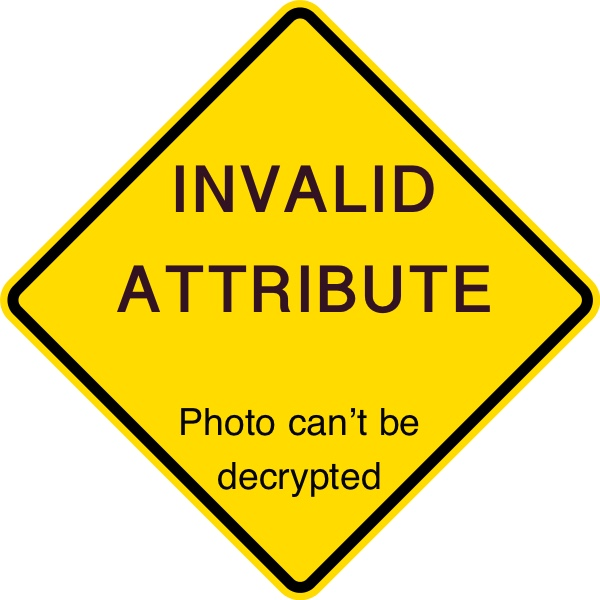 INVALID
ATTRIBUTE
Photo can’t be
decrypted